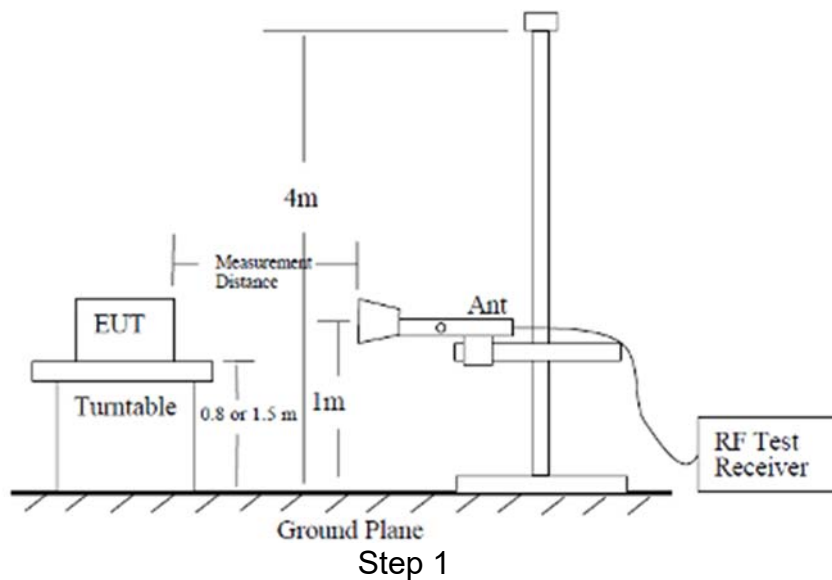 4m
Measurement
Distance
EUT
Ant
Turntable
0.8 or 1.5 m
1m
RF Test
Receiver
Ground Plane
Step 1